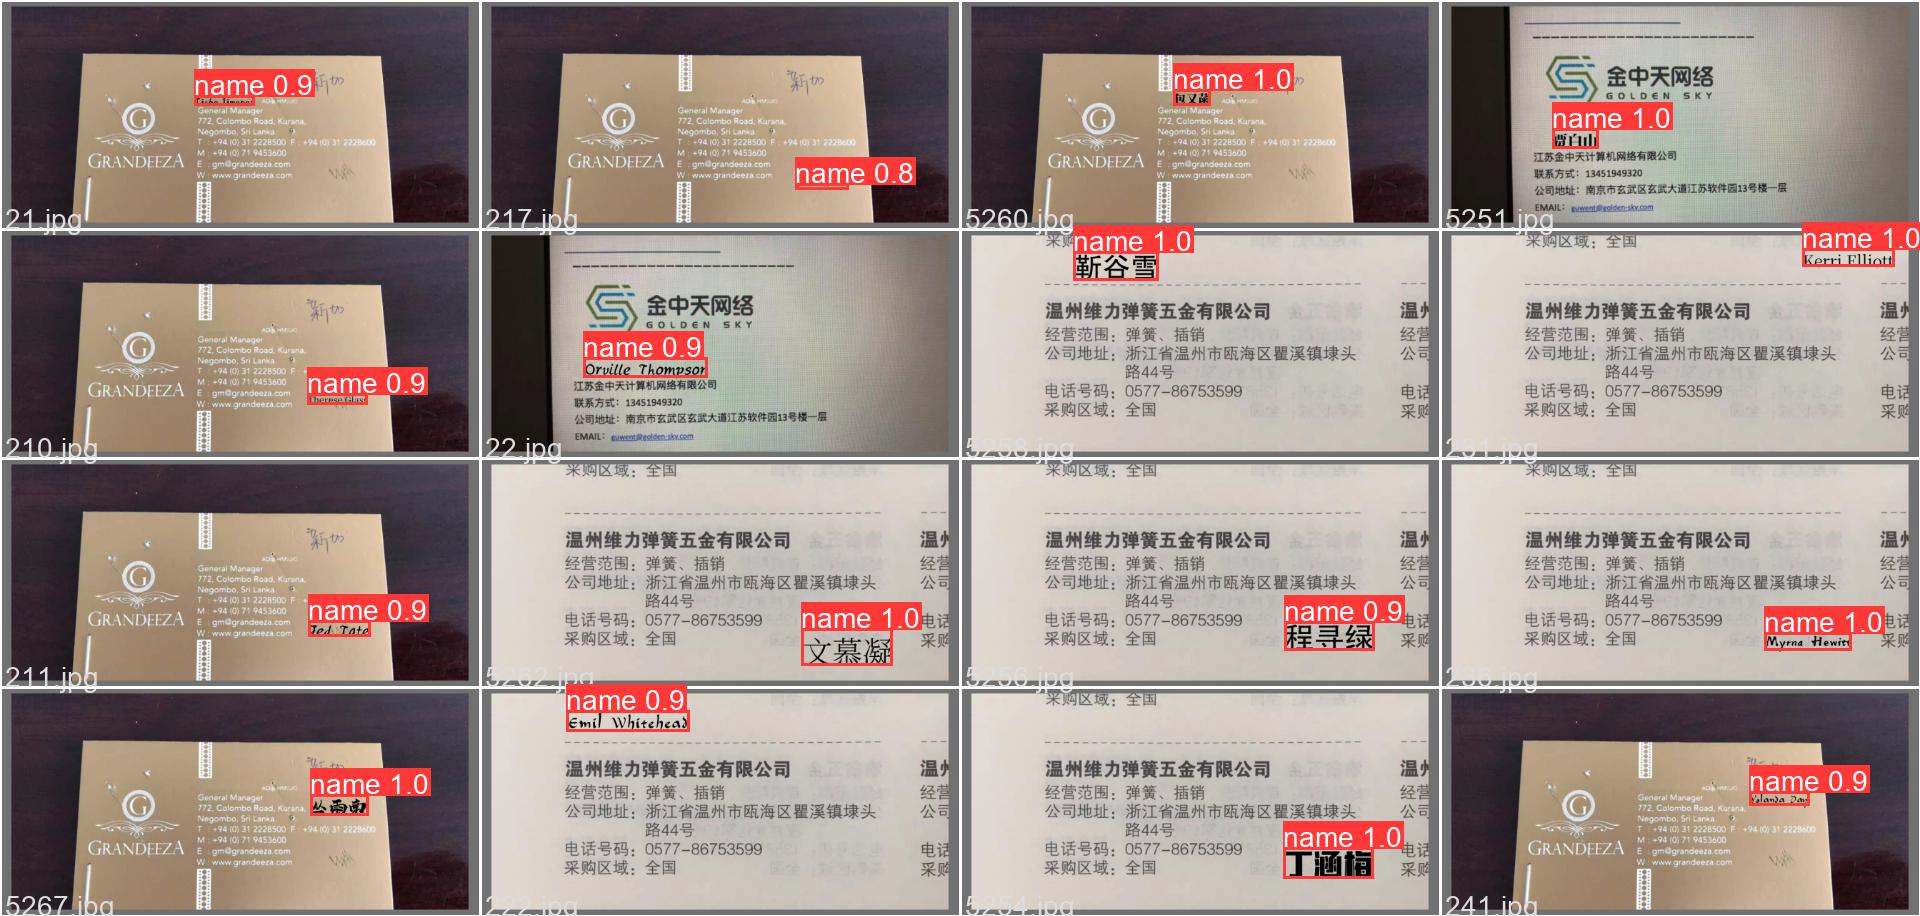 name 0.9
General Manager
772, Colombo Road, Kurana,
Negombo, Sri Lanka.
T : +94 (0) 31 2228500 F : +94 (0) 31 2228600
M : +94 (0) 71 9453600
E : gm@grandeeza.com
W : www.grandeeza.com
G
GRANDEEZA
21.jpg
name 0.8
General Manager
772, Colombo Road, Kurana,
Negombo, Sri Lanka.
T : +94 (0) 31 2228500 F : +94 (0) 31 2228600
M : +94 (0) 71 9453600
E : gm@grandeeza.com
W : www.grandeeza.com
G
GRANDEEZA
217.jpg
name 1.0
General Manager
772, Colombo Road, Kurana,
Negombo, Sri Lanka.
T : +94 (0) 31 2228500 F : +94 (0) 31 2228600
M : +94 (0) 71 9453600
E : gm@grandeeza.com
W : www.grandeeza.com
G
GRANDEEZA
5260.jpg
金中天网络
GOLDEN SKY
name 1.0
贾白山
江苏金中天计算机网络有限公司
联系方式：13451949320
公司地址：南京市玄武区玄武大道江苏软件园13号楼一层
EMAIL: guwent@golden-sky.com
5251.jpg
General Manager
772, Colombo Road, Kurana,
Negombo, Sri Lanka.
M : +94 (0) 71 9453600
E : gm@grandeeza.com
W : www.grandeeza.com
G
GRANDEEZA
name 0.9
210.jpg
金中天网络
GOLDEN SKY
name 0.9
Orville Thompson
江苏金中天计算机网络有限公司
联系方式：13451949320
公司地址：南京市玄武区玄武大道江苏软件园13号楼一层
EMAIL: guwent@golden-sky.com
22.jpg
name 1.0
靳谷雪
温州维力弹簧五金有限公司
经营范围：弹簧、插销
公司地址：浙江省温州市瓯海区瞿溪镇埭头
路44号
电话号码：0577-86753599
采购区域：全国
5258.jpg
采购区域：全国
name 1.0
Kerri Elliott
温州维力弹簧五金有限公司
经营范围：弹簧、插销
公司地址：浙江省温州市瓯海区瞿溪镇埭头
路44号
电话号码：0577-86753599
采购区域：全国
231.jpg
General Manager
772, Colombo Road, Kurana,
Negombo, Sri Lanka.
T : +94 (0) 31 2228500 F :
M : +94 (0) 71 9453600
E : gm@grandeeza.com
W : www.grandeeza.com
G
GRANDEEZA
name 0.9
Jed Tate
211.jpg
采购区域：全国
温州维力弹簧五金有限公司
经营范围：弹簧、插销
公司地址：浙江省温州市瓯海区瞿溪镇埭头
路44号
电话号码：0577-86753599
采购区域：全国
name 1.0
文慕凝
5262.jpg
采购区域：全国
温州维力弹簧五金有限公司
经营范围：弹簧、插销
公司地址：浙江省温州市瓯海区瞿溪镇埭头
路44号
电话号码：0577-86753599
采购区域：全国
name 0.9
程寻绿
5256.jpg
采购区域：全国
温州维力弹簧五金有限公司
经营范围：弹簧、插销
公司地址：浙江省温州市瓯海区瞿溪镇埭头
路44号
电话号码：0577-86753599
采购区域：全国
name 1.0
Myrna Hewitt
name 1.0
丛雨南
General Manager
772, Colombo Road, Kurana,
Negombo, Sri Lanka.
T : +94 (0) 31 2228500 F : +94 (0) 31 2228600
M : +94 (0) 71 9453600
E : gm@grandeeza.com
W : www.grandeeza.com
G
GRANDEEZA
5267.jpg
name 0.9
Emil Whitehead
温州维力弹簧五金有限公司
经营范围：弹簧、插销
公司地址：浙江省温州市瓯海区瞿溪镇埭头
路44号
电话号码：0577-86753599
采购区域：全国
222.jpg
采购区域：全国
温州维力弹簧五金有限公司
经营范围：弹簧、插销
公司地址：浙江省温州市瓯海区瞿溪镇埭头
路44号
电话号码：0577-86753599
采购区域：全国
name 1.0
丁涵梅
5254.jpg
name 0.9
Yolanda Day
General Manager
772, Colombo Road, Kurana,
Negombo, Sri Lanka.
T : +94 (0) 31 2228500 F : +94 (0) 31 2228600
M : +94 (0) 71 9453600
E : gm@grandeeza.com
W : www.grandeeza.com
G
GRANDEEZA
241.jpg